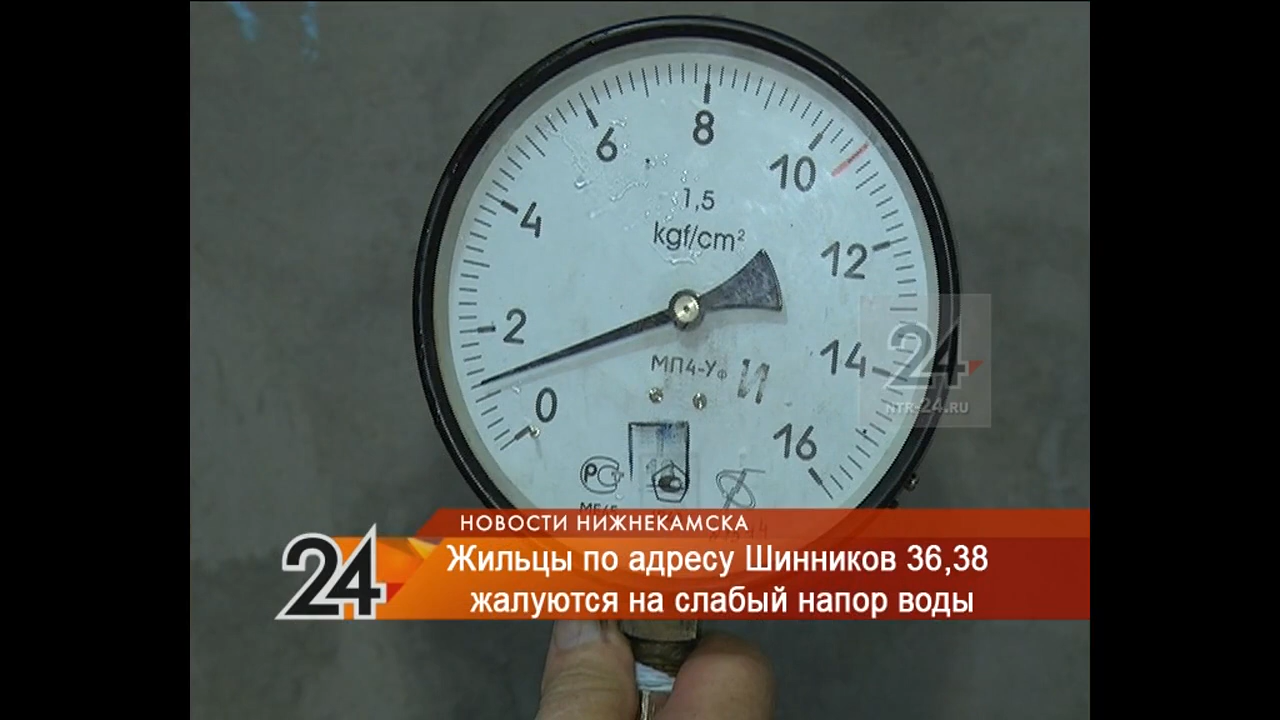 8
6
10
1,5
4
kgf/cm²
12
2
МП4-Уф И
14
24
NTR-24.RU
0
16
РСт
НОВОСТИ НИЖНЕКАМСКА
24
Жильцы по адресу Шинников 36,38
жалуются на слабый напор воды